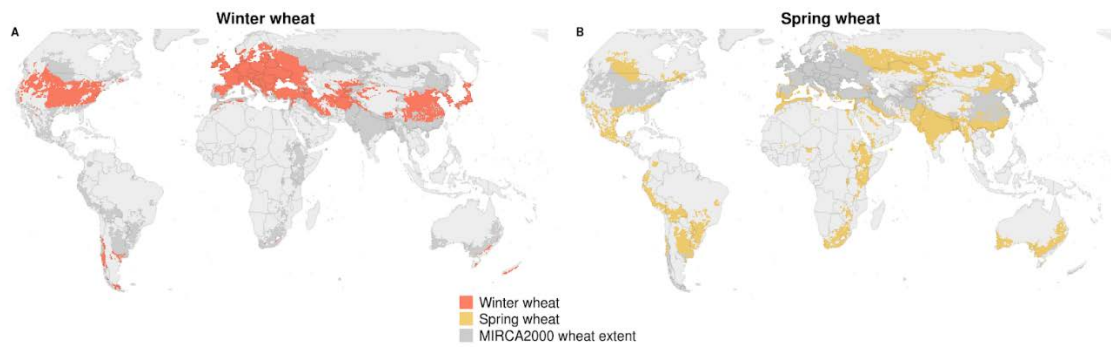 Winter wheat
Spring wheat
A
B
Winter wheat
Spring wheat
MIRCA2000 wheat extent